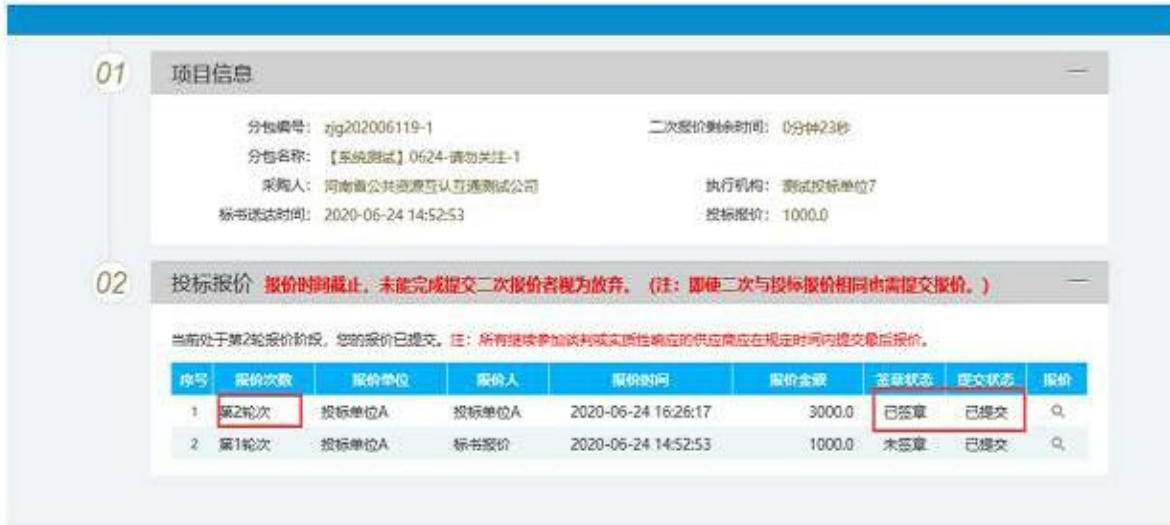 01 项目信息
分包编号: zjg202006119-1 二次报价剩余时间: 0分钟23秒
分包名称: 【系统测试】0624-请勿关注-1
采购人: 河南省公共资源互认互通测试公司 执行机构: 测试投标单位7
标书送达时间: 2020-06-24 14:52:53 投标报价: 1000.0
02 投标报价 报价时间截止，未能完成提交二次报价者视为放弃。（注：即使二次与投标报价相同也需提交报价。）
当前处于第2轮报价阶段，您的报价已提交。注：所有继续参加谈判或实质性响应的供应商应在规定时间内提交最后报价。
序号 报价次数 报价单位 报价人 报价时间 报价金额 签章状态 提交状态 报价
1 第2轮次 投标单位A 投标单位A 2020-06-24 16:26:17 3000.0 已签章 已提交
2 第1轮次 投标单位A 标书报价 2020-06-24 14:52:53 1000.0 未签章 已提交